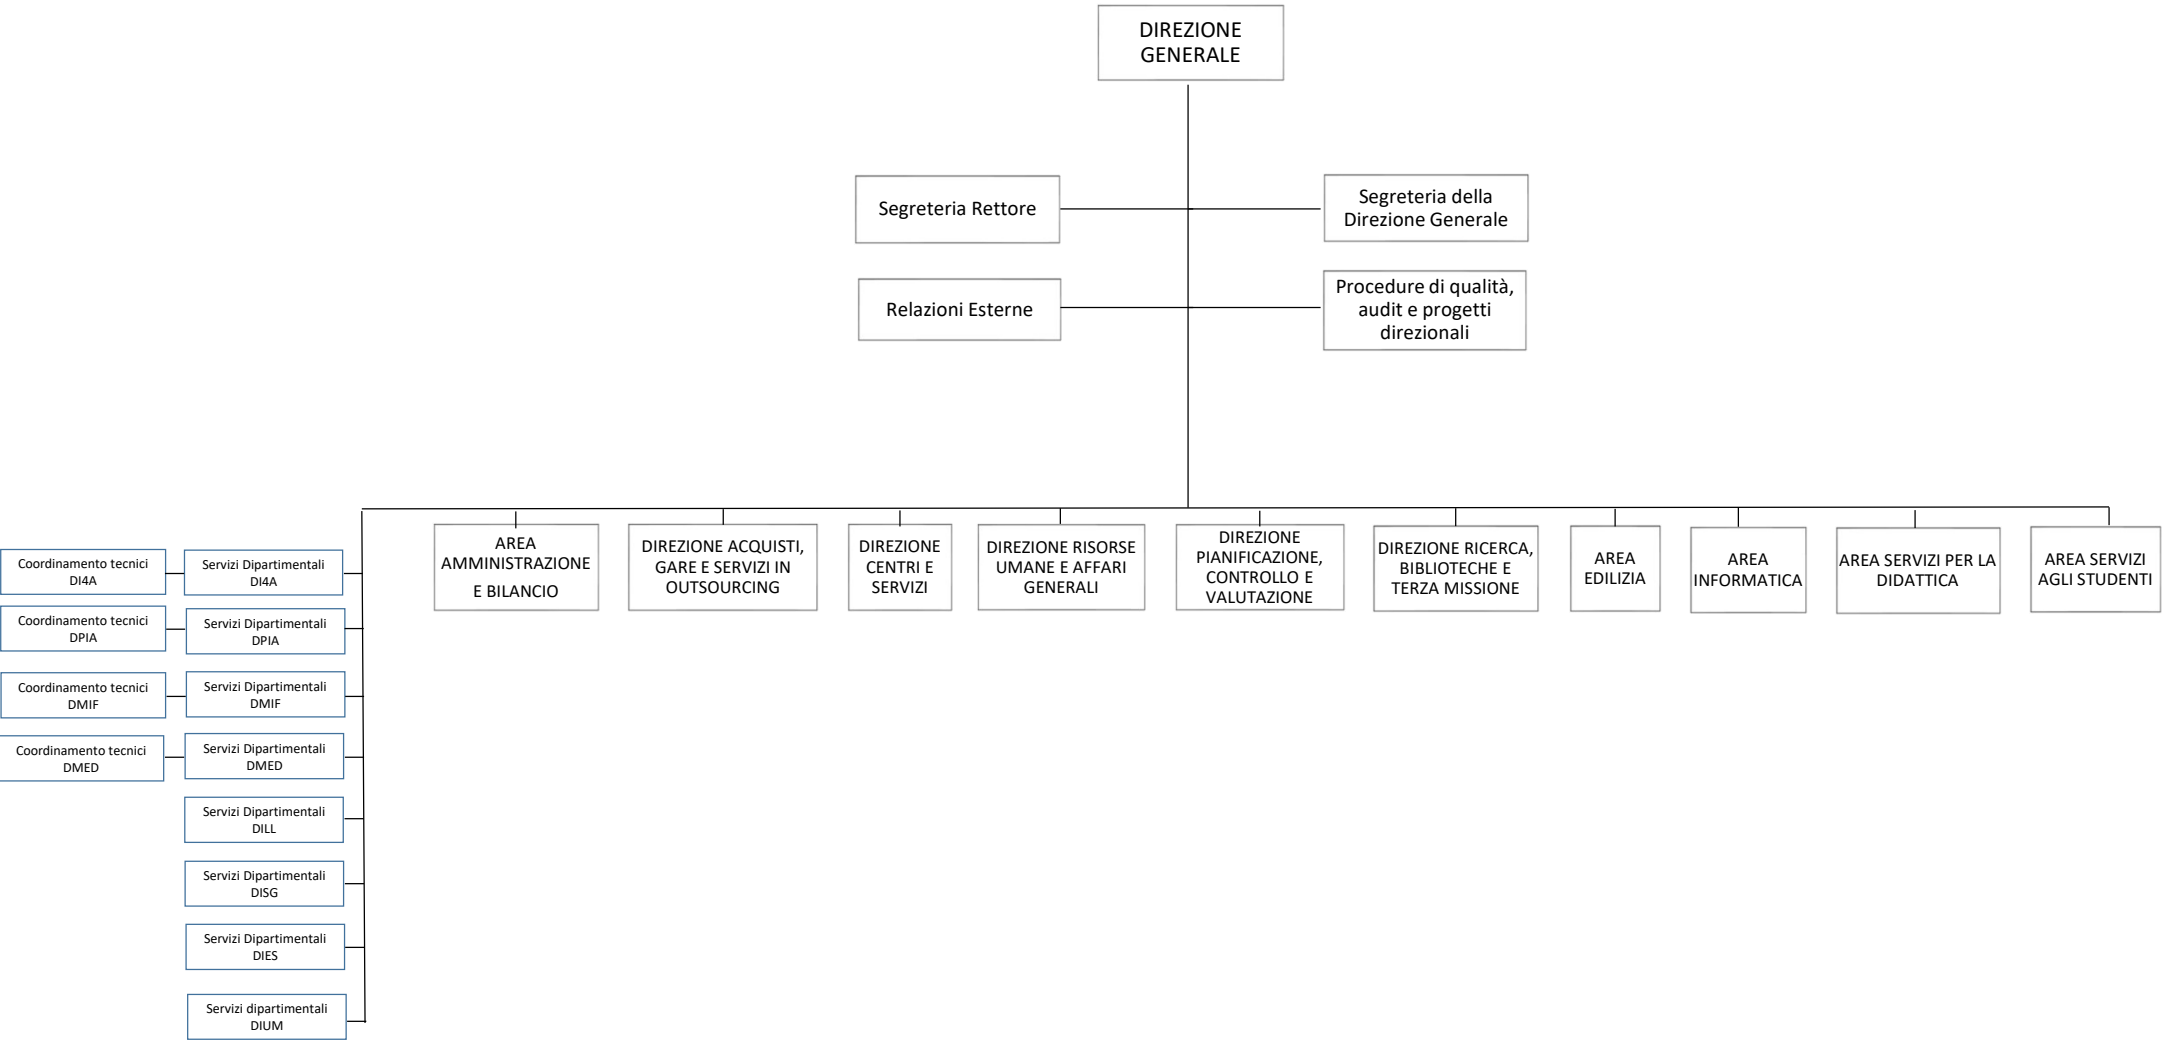 DIREZIONE
GENERALE
Segreteria Rettore
Segreteria della
Direzione Generale
Relazioni Esterne
Procedure di qualità,
audit e progetti
direzionali
AREA
AMMINISTRAZIONE
E BILANCIO
DIREZIONE ACQUISTI,
GARE E SERVIZI IN
OUTSOURCING
DIREZIONE
CENTRI E
SERVIZI
DIREZIONE RISORSE
UMANE E AFFARI
GENERALI
DIREZIONE
PIANIFICAZIONE,
CONTROLLO E
VALUTAZIONE
DIREZIONE RICERCA,
BIBLIOTECHE E
TERZA MISSIONE
AREA
EDILIZIA
AREA
INFORMATICA
AREA SERVIZI PER LA
DIDATTICA
AREA SERVIZI
AGLI STUDENTI
Coordinamento tecnici
DI4A
Servizi Dipartimentali
DI4A
Coordinamento tecnici
DPIA
Servizi Dipartimentali
DPIA
Coordinamento tecnici
DMIF
Servizi Dipartimentali
DMIF
Coordinamento tecnici
DMED
Servizi Dipartimentali
DMED
Servizi Dipartimentali
DILL
Servizi Dipartimentali
DISG
Servizi Dipartimentali
DIES
Servizi dipartimentali
DIUM